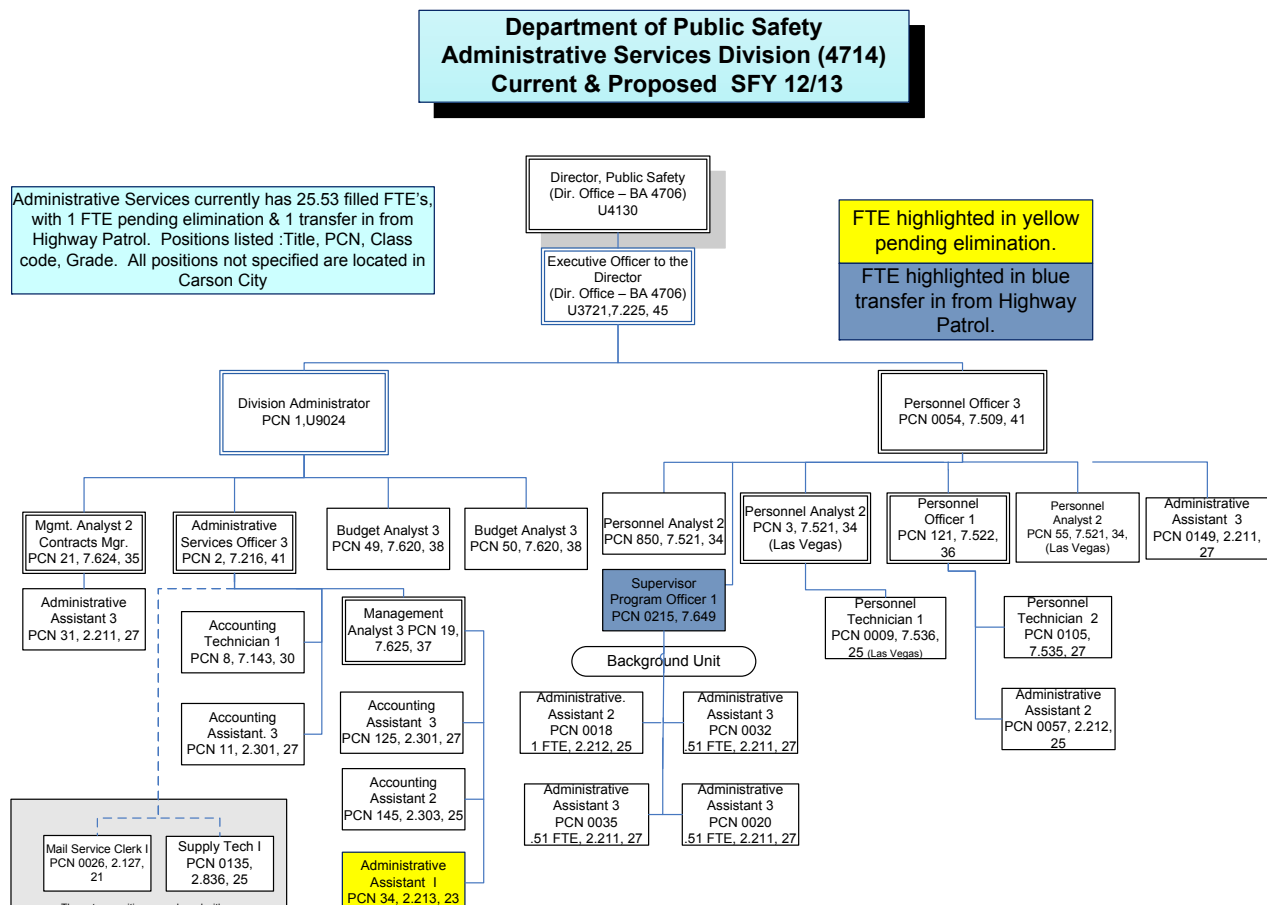 Department of Public Safety
Administrative Services Division (4714)
Current & Proposed SFY 12/13
Administrative Services currently has 25.53 filled FTE's,
with 1 FTE pending elimination & 1 transfer in from
Highway Patrol. Positions listed :Title, PCN, Class
code, Grade. All positions not specified are located in
Carson City
Director, Public Safety
(Dir. Office – BA 4706)
U4130
Executive Officer to the
Director
(Dir. Office – BA 4706)
U3721,7.225, 45
FTE highlighted in yellow
pending elimination.
FTE highlighted in blue
transfer in from Highway
Patrol.
Division Administrator
PCN 1,U9024
Personnel Officer 3
PCN 0054, 7.509, 41
Mgmt. Analyst 2
Contracts Mgr.
PCN 21, 7.624, 35
Administrative
Services Officer 3
PCN 2, 7.216, 41
Budget Analyst 3
PCN 49, 7.620, 38
Budget Analyst 3
PCN 50, 7.620, 38
Personnel Analyst 2
PCN 850, 7.521, 34
Personnel Analyst 2
PCN 3, 7.521, 34
(Las Vegas)
Personnel
Officer 1
PCN 121, 7.522,
36
Personnel
Analyst 2
PCN 55, 7.521, 34,
(Las Vegas)
Administrative
Assistant 3
PCN 0149, 2.211,
27
Administrative
Assistant 3
PCN 31, 2.211, 27
Accounting
Technician 1
PCN 8, 7.143, 30
Management
Analyst 3 PCN 19,
7.625, 37
Supervisor
Program Officer 1
PCN 0215, 7.649
Personnel
Technician 1
PCN 0009, 7.536,
25 (Las Vegas)
Personnel
Technician 2
PCN 0105,
7.535, 27
Background Unit
Accounting
Assistant. 3
PCN 11, 2.301, 27
Accounting
Assistant 3
PCN 125, 2.301, 27
Administrative.
Assistant 2
PCN 0018
1 FTE, 2.212, 25
Administrative
Assistant 3
PCN 0032
.51 FTE, 2.211, 27
Administrative
Assistant 2
PCN 0057, 2.212,
25
Accounting
Assistant 2
PCN 145, 2.303, 25
Administrative
Assistant 3
PCN 0035
.51 FTE, 2.211, 27
Administrative
Assistant 3
PCN 0020
.51 FTE, 2.211, 27
Mail Service Clerk I
PCN 0026, 2.127,
21
Supply Tech I
PCN 0135,
2.836, 25
Administrative
Assistant I
PCN 34, 2.213, 23